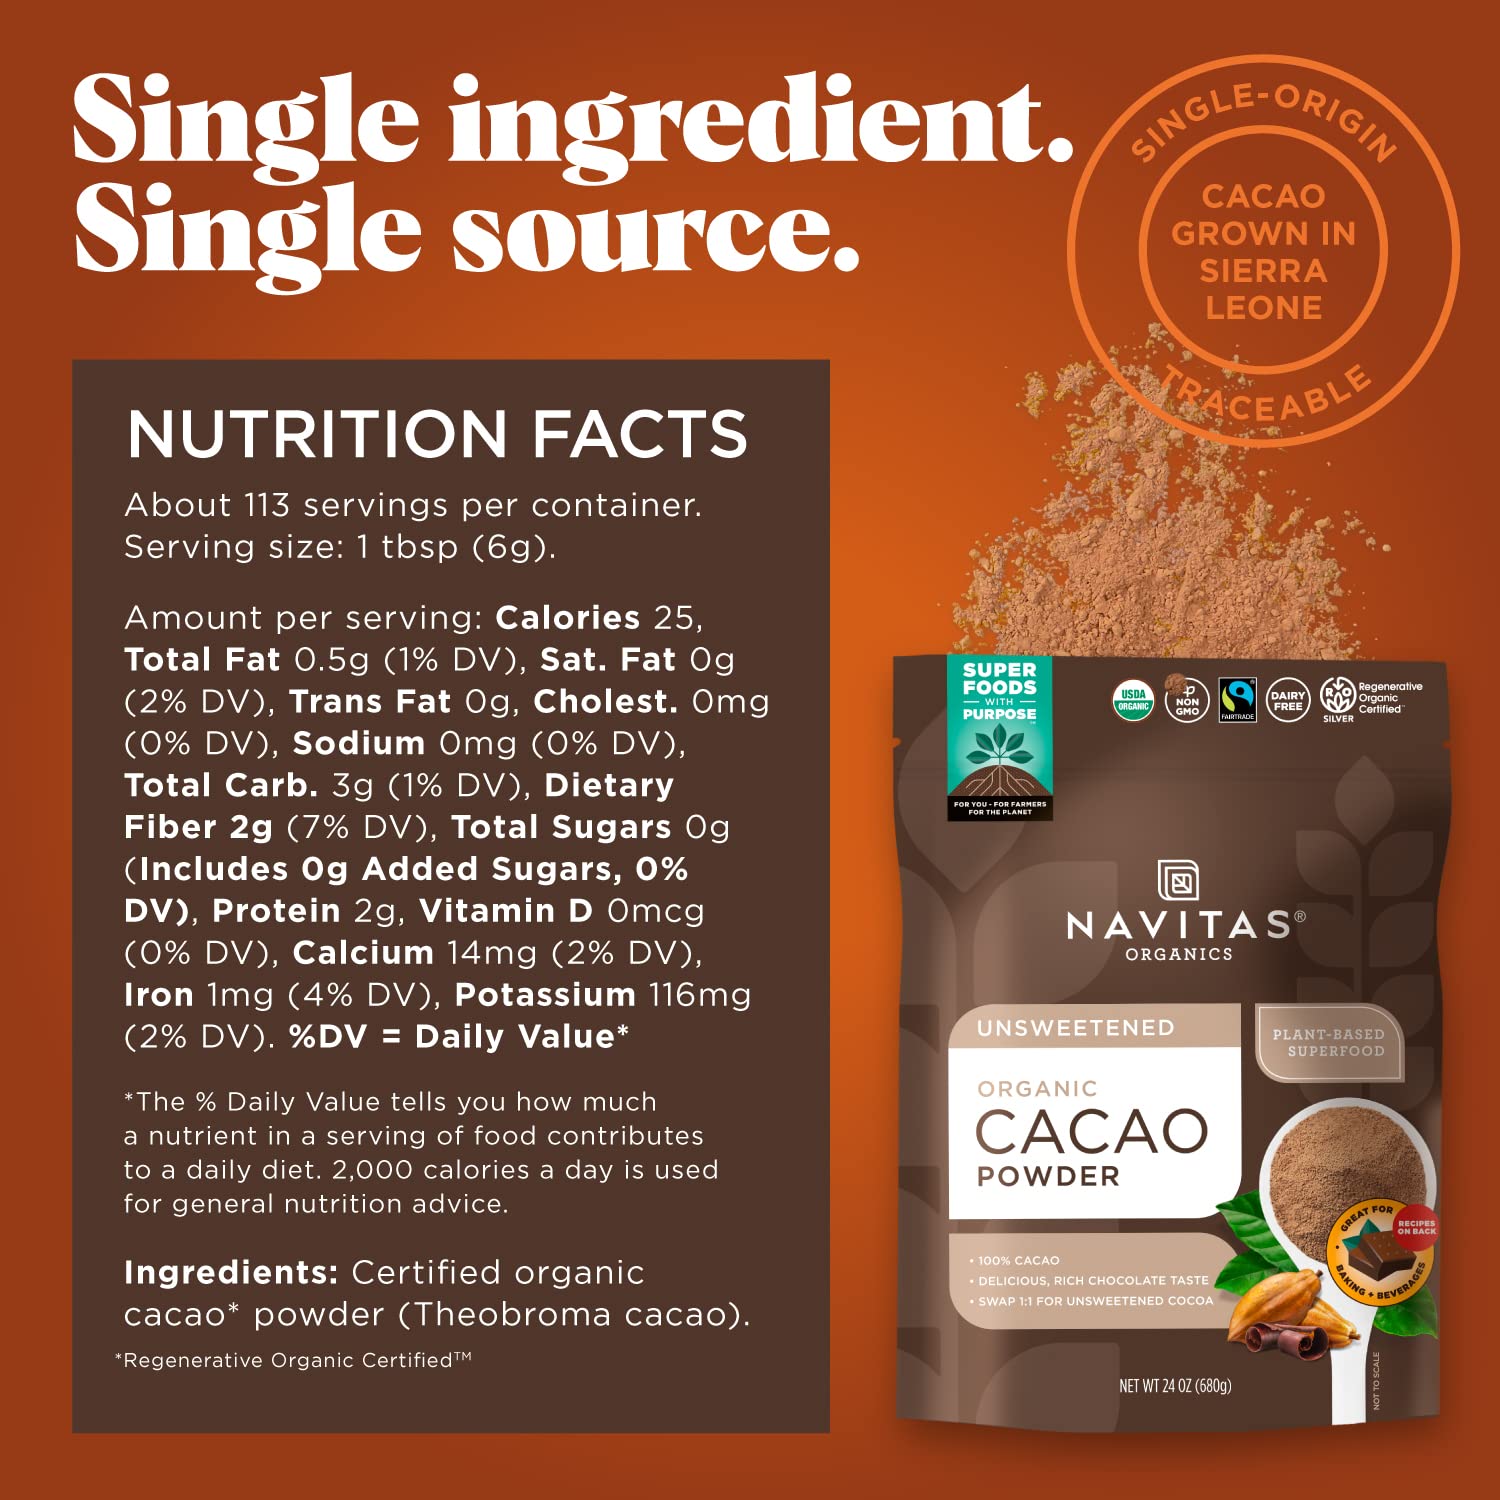 Single ingredient.
Single source.
SINGLE-ORIGIN
CACAO
GROWN IN
SIERRA
LEONE
TRACEABLE
NUTRITION FACTS
About 113 servings per container.
Serving size: 1 tbsp (6g).
Amount per serving: Calories 25,
Total Fat 0.5g (1% DV), Sat. Fat 0g
(2% DV), Trans Fat 0g, Cholest. 0mg
(0% DV), Sodium 0mg (0% DV),
Total Carb. 3g (1% DV), Dietary
Fiber 2g (7% DV), Total Sugars 0g
(Includes 0g Added Sugars, 0%
DV), Protein 2g, Vitamin D 0mcg
(0% DV), Calcium 14mg (2% DV),
Iron 1mg (4% DV), Potassium 116mg
(2% DV). %DV = Daily Value*
*The % Daily Value tells you how much
a nutrient in a serving of food contributes
to a daily diet. 2,000 calories a day is used
for general nutrition advice.
Ingredients: Certified organic
cacao* powder (Theobroma cacao).
*Regenerative Organic Certified™
SUPER
FOODS
WITH
PURPOSE™
FOR YOU - FOR FARMERS
FOR THE PLANET
USDA
ORGANIC
NON
GMO
FAIRTRADE
DAIRY
FREE
RO
SILVER
Regenerative
Organic
Certified™
NAVITAS®
ORGANICS
UNSWEETENED
ORGANIC
CACAO
POWDER
PLANT-BASED
SUPERFOOD
• 100% CACAO
• DELICIOUS, RICH CHOCOLATE TASTE
• SWAP 1:1 FOR UNSWEETENED COCOA
GREAT FOR
BAKING + BEVERAGES
RECIPES
ON BACK
NET WT 24 OZ (680g)
NOT TO SCALE